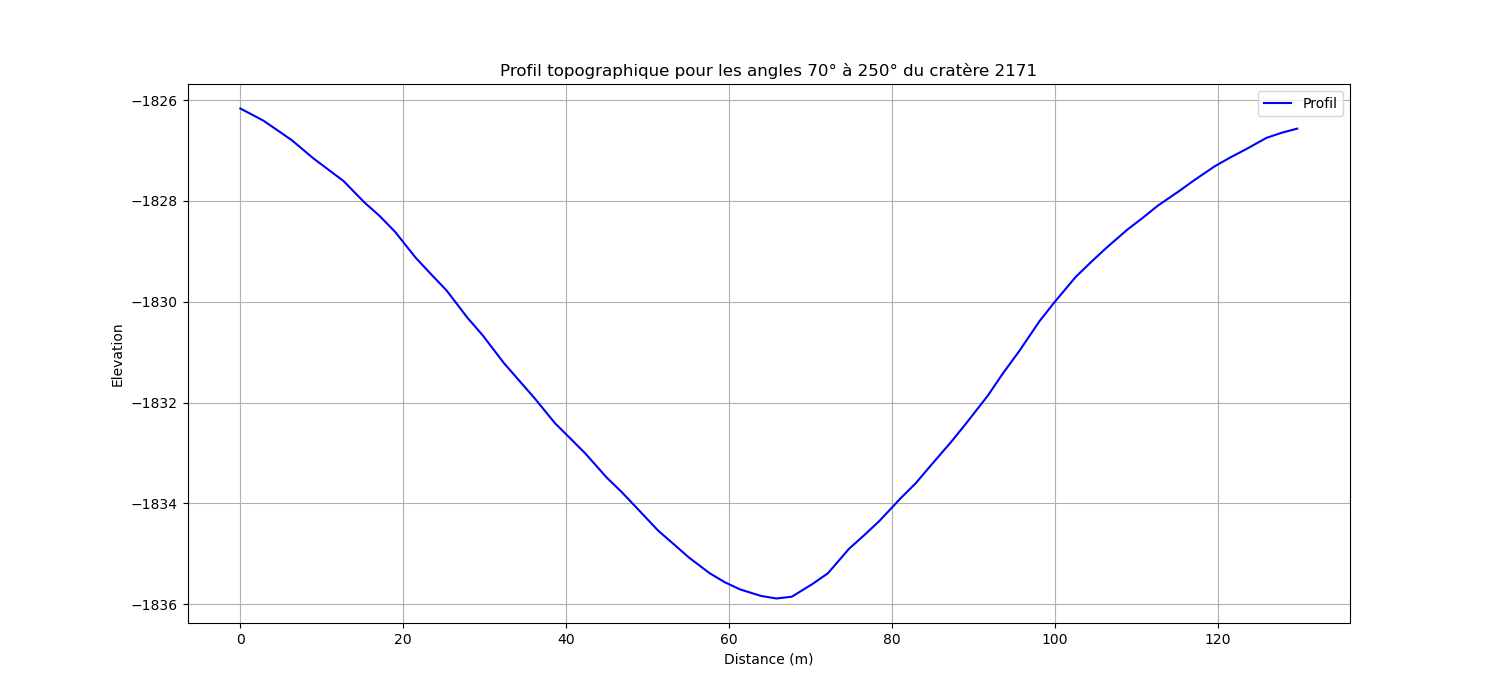 Profil topographique pour les angles 70° à 250° du cratère 2171
Profil
−1826
−1828
−1830
−1832
−1834
−1836
Elevation
0 20 40 60 80 100 120
Distance (m)